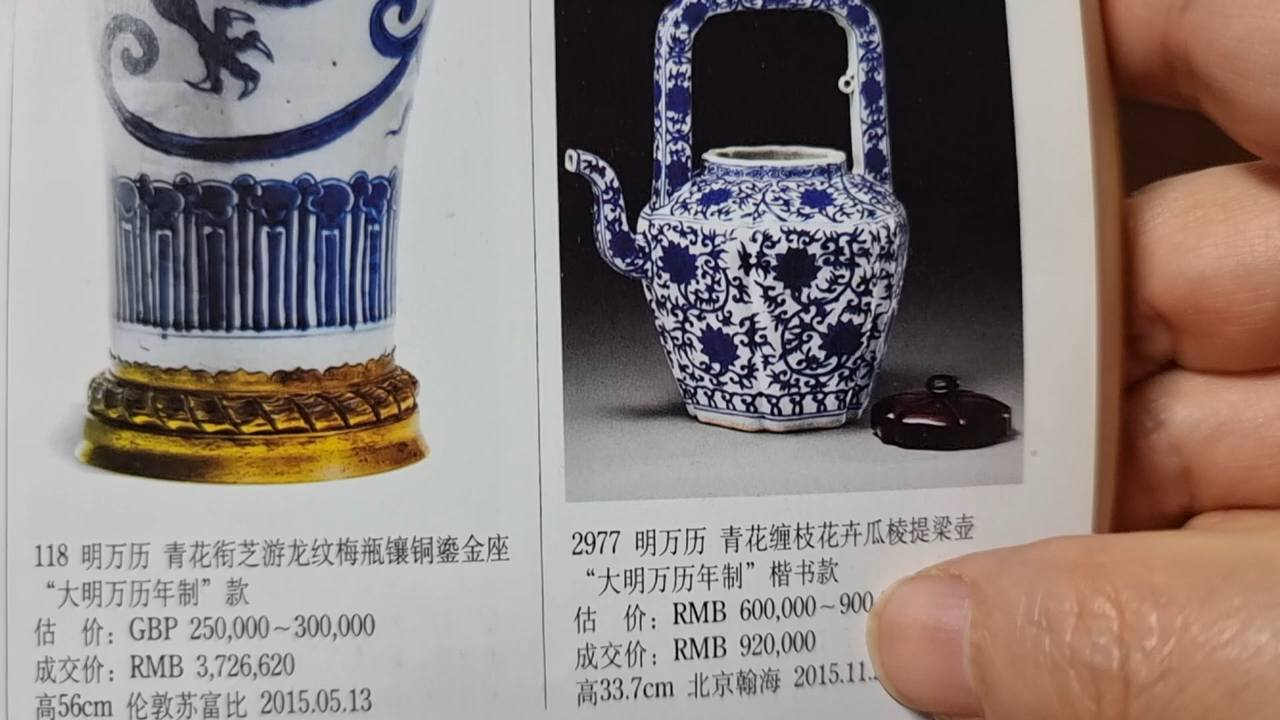 118 明万历 青花衔芝游龙纹梅瓶镶铜鎏金座
“大明万历年制”款
估 价：GBP 250,000~300,000
成交价：RMB 3,726,620
高56cm 伦敦苏富比 2015.05.13
2977 明万历 青花缠枝花卉瓜棱提梁壶
“大明万历年制”楷书款
估 价：RMB 600,000~900
成交价：RMB 920,000
高33.7cm 北京翰海 2015.11.